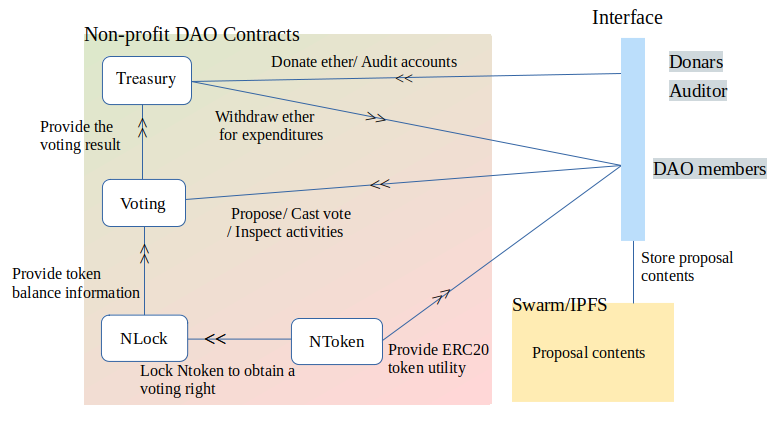 Interface
Non-profit DAO Contracts
Donate ether/ Audit accounts
Donars
Treasury
Auditor
Withdraw ether
for expenditures
Provide the
voting result
DAO members
Voting
Propose/ Cast vote
/ Inspect activities
Store proposal
contents
Provide token
balance information
Swarm/IPFS
NLock
NToken
Provide ERC20
token utility
Proposal contents
Lock Ntoken to obtain a
voting right